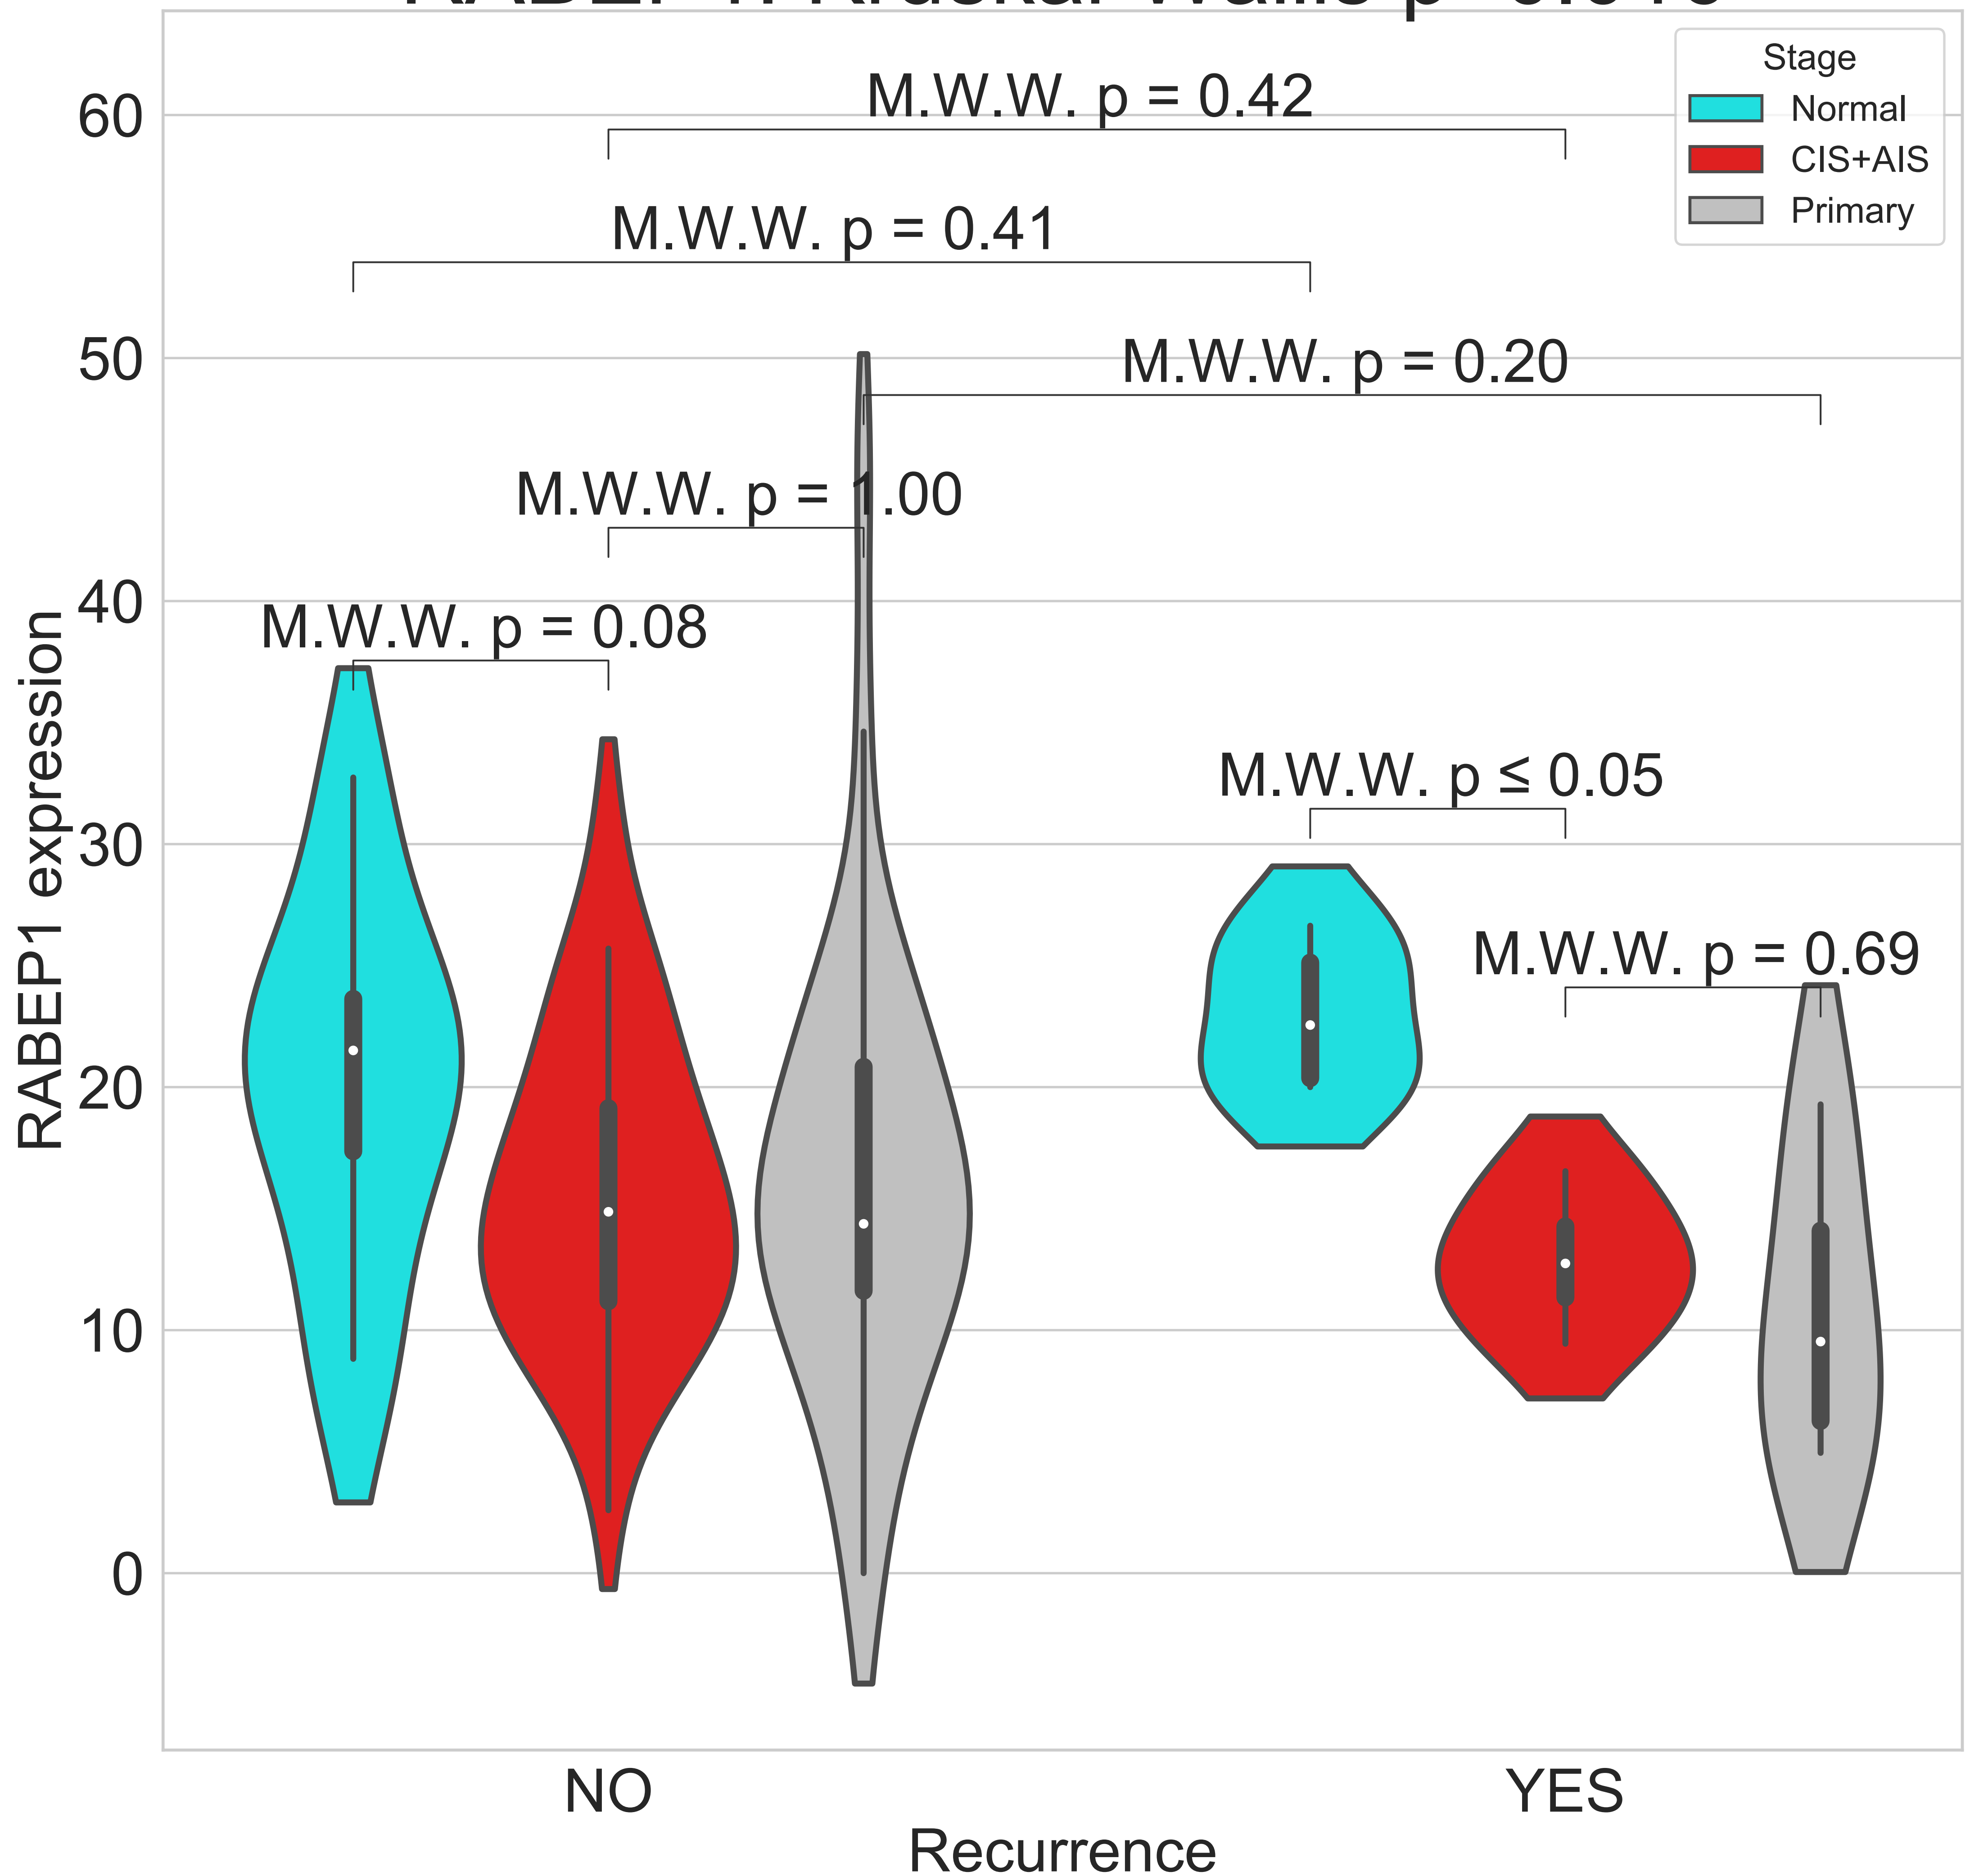 Stage
Normal
CIS+AIS
Primary
M.W.W. p = 0.42
M.W.W. p = 0.41
M.W.W. p = 0.20
M.W.W. p = 1.00
M.W.W. p = 0.08
M.W.W. p ≤ 0.05
M.W.W. p = 0.69
60
50
40
30
20
10
0
RABEP1 expression
NO
YES
Recurrence